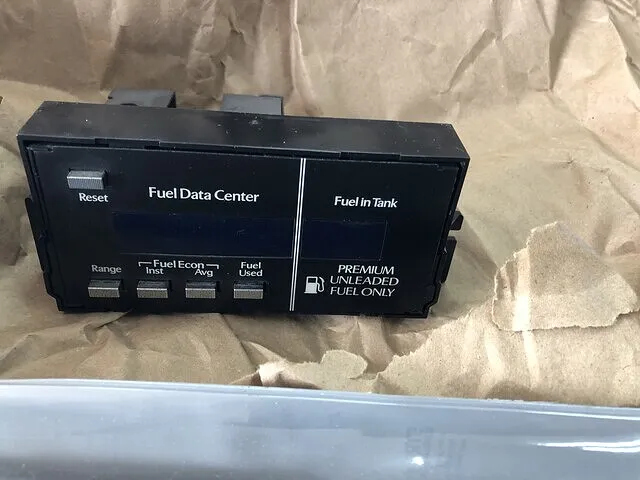 Reset
Fuel Data Center
Fuel in Tank
Range
Fuel Econ
Inst Avg
Fuel
Used
PREMIUM
UNLEADED
FUEL ONLY